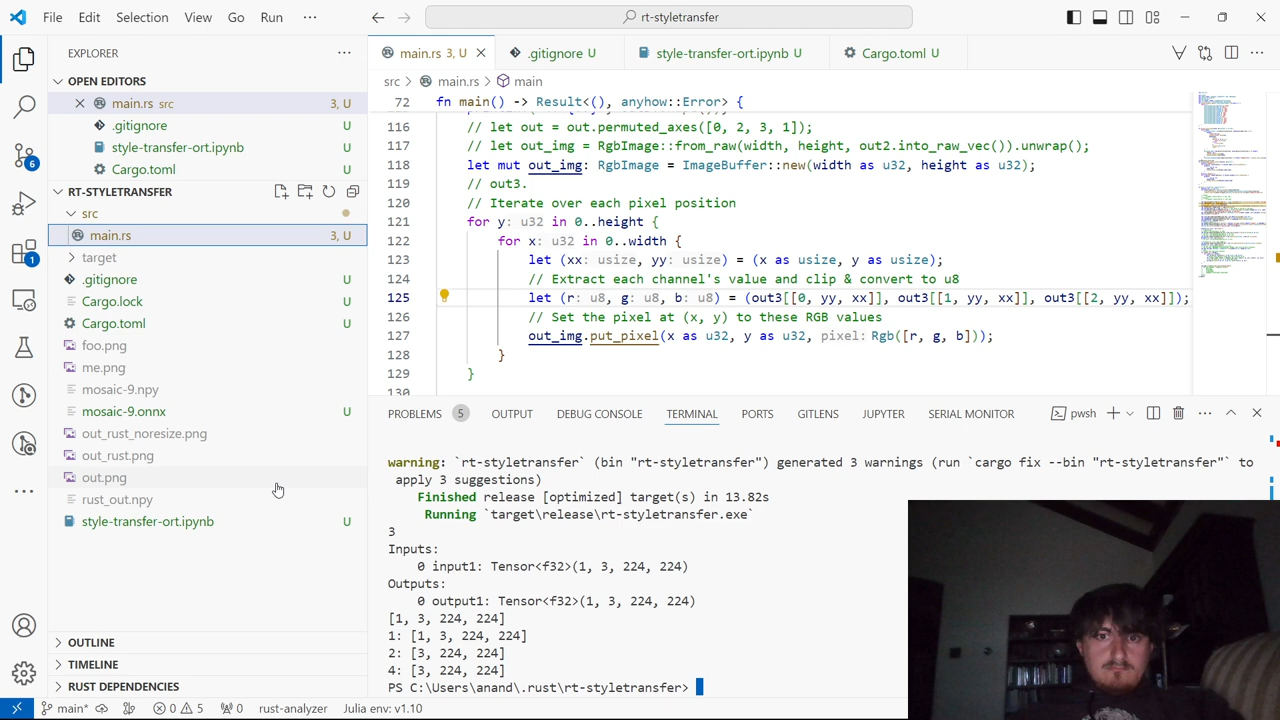 File Edit Selection View Go Run ··· rt-styletransfer
EXPLORER
OPEN EDITORS
main.rs src 3, U
.gitignore U
style-transfer-ort.ipynb U
Cargo.toml U
RT-STYLETRANSFER
src
main.rs 3, U
target
.gitignore U
Cargo.lock U
Cargo.toml U
foo.png
me.png
mosaic-9.npy
mosaic-9.onnx U
out_rust_noresize.png
out_rust.png
out.png
rust_out.npy
style-transfer-ort.ipynb U
OUTLINE
TIMELINE
RUST DEPENDENCIES
6
1
main.rs 3, U .gitignore U style-transfer-ort.ipynb U Cargo.toml U
src > main.rs > main
72 fn main() -> Result<(), anyhow::Error> {
116 // let out = out.permuted_axes([0, 2, 3, 1]);
117 // let out_img = RgbImage::from_raw(width, height, out2.into_raw_vec()).unwrap();
118 let mut out_img: RgbImage = ImageBuffer::new(width as u32, height as u32);
119 // out3.
120 // Iterate over each pixel position
121 for y: u32 in 0..height {
122 for x: u32 in 0..width {
123 let (xx: usize, yy: usize) = (x as usize, y as usize);
124 // Extract each channel's value and clip & convert to u8
125 let (r: u8, g: u8, b: u8) = (out3[[0, yy, xx]], out3[[1, yy, xx]], out3[[2, yy, xx]]);
126 // Set the pixel at (x, y) to these RGB values
127 out_img.put_pixel(x as u32, y as u32, pixel: Rgb([r, g, b]));
128 }
129 }
130
PROBLEMS 5 OUTPUT DEBUG CONSOLE TERMINAL PORTS GITLENS JUPYTER SERIAL MONITOR pwsh
warning: `rt-styletransfer` (bin "rt-styletransfer") generated 3 warnings (run `cargo fix --bin "rt-styletransfer"` to
apply 3 suggestions)
Finished release [optimized] target(s) in 13.82s
Running `target\release\rt-styletransfer.exe`
3
Inputs:
0 input1: Tensor<f32>(1, 3, 224, 224)
Outputs:
0 output1: Tensor<f32>(1, 3, 224, 224)
[1, 3, 224, 224]
1: [1, 3, 224, 224]
2: [3, 224, 224]
4: [3, 224, 224]
PS C:\Users\anand\.rust\rt-styletransfer>
main* 0 5 0 rust-analyzer Julia env: v1.10